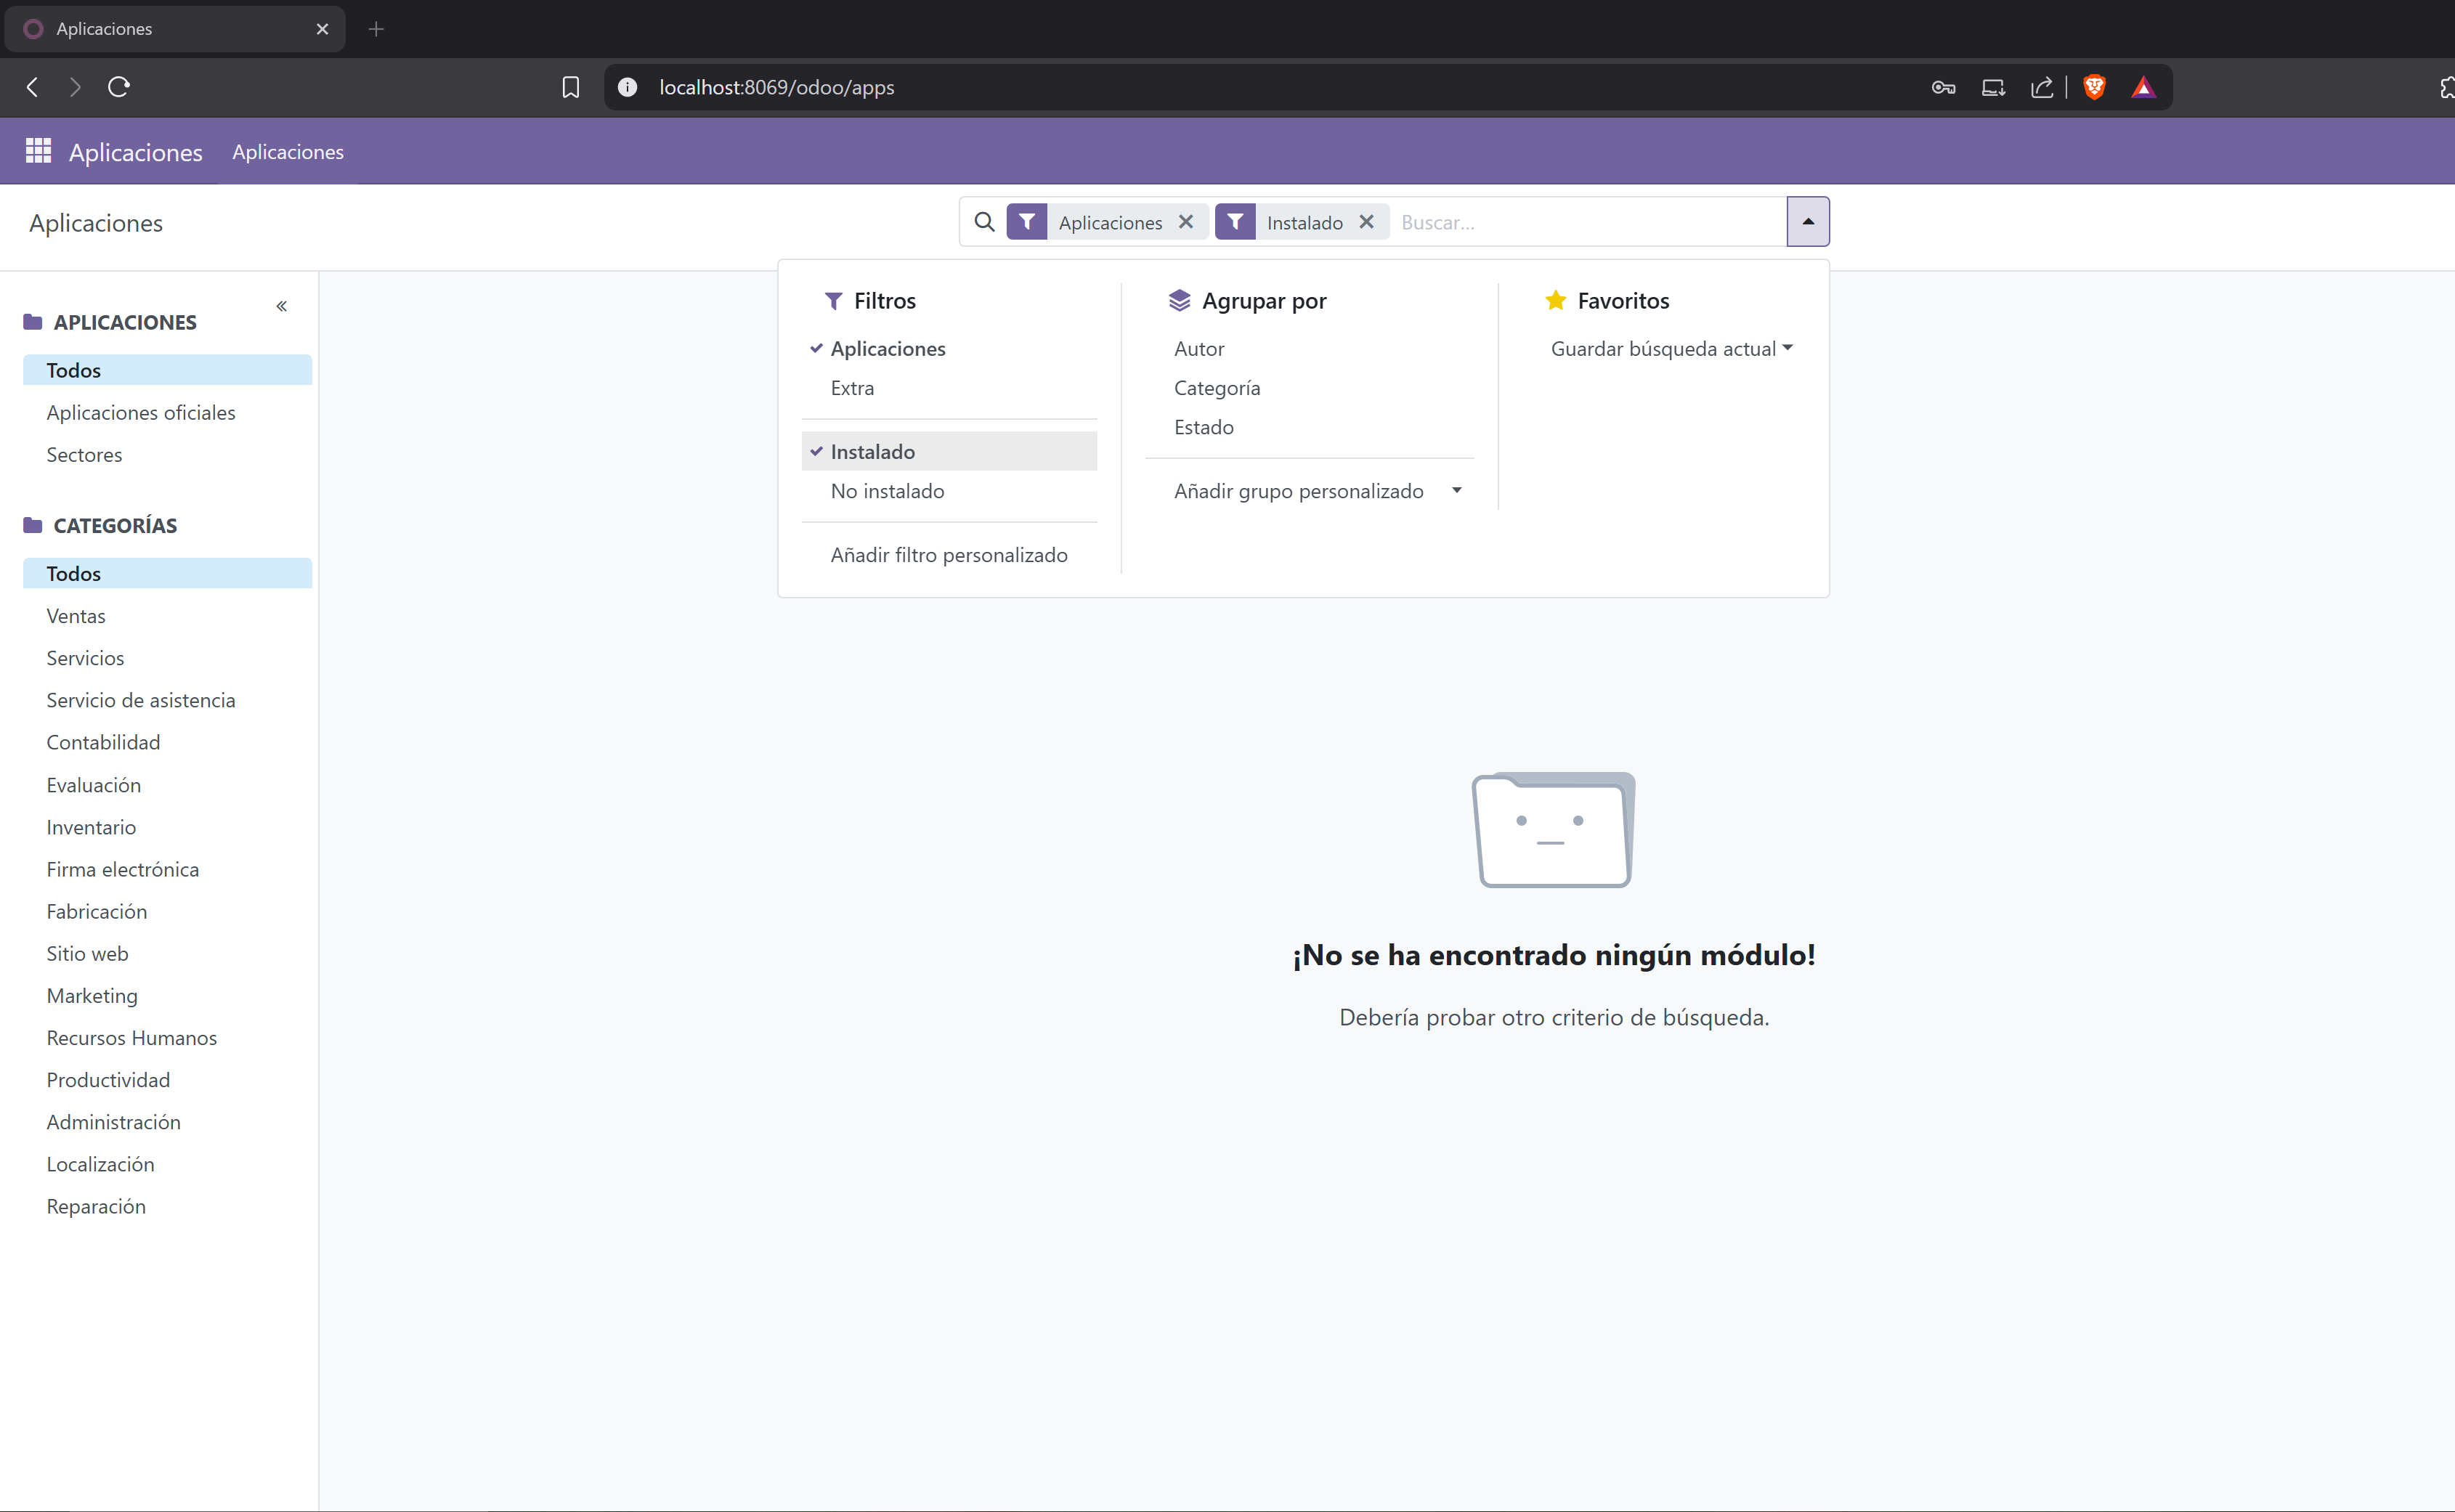 Aplicaciones
localhost:8069/odoo/apps
Aplicaciones Aplicaciones
Aplicaciones
Aplicaciones Instalado Buscar...
APLICACIONES
Todos
Aplicaciones oficiales
Sectores
CATEGORÍAS
Todos
Ventas
Servicios
Servicio de asistencia
Contabilidad
Evaluación
Inventario
Firma electrónica
Fabricación
Sitio web
Marketing
Recursos Humanos
Productividad
Administración
Localización
Reparación
Filtros
Aplicaciones
Extra
Instalado
No instalado
Añadir filtro personalizado
Agrupar por
Autor
Categoría
Estado
Añadir grupo personalizado
Favoritos
Guardar búsqueda actual
¡No se ha encontrado ningún módulo!
Debería probar otro criterio de búsqueda.